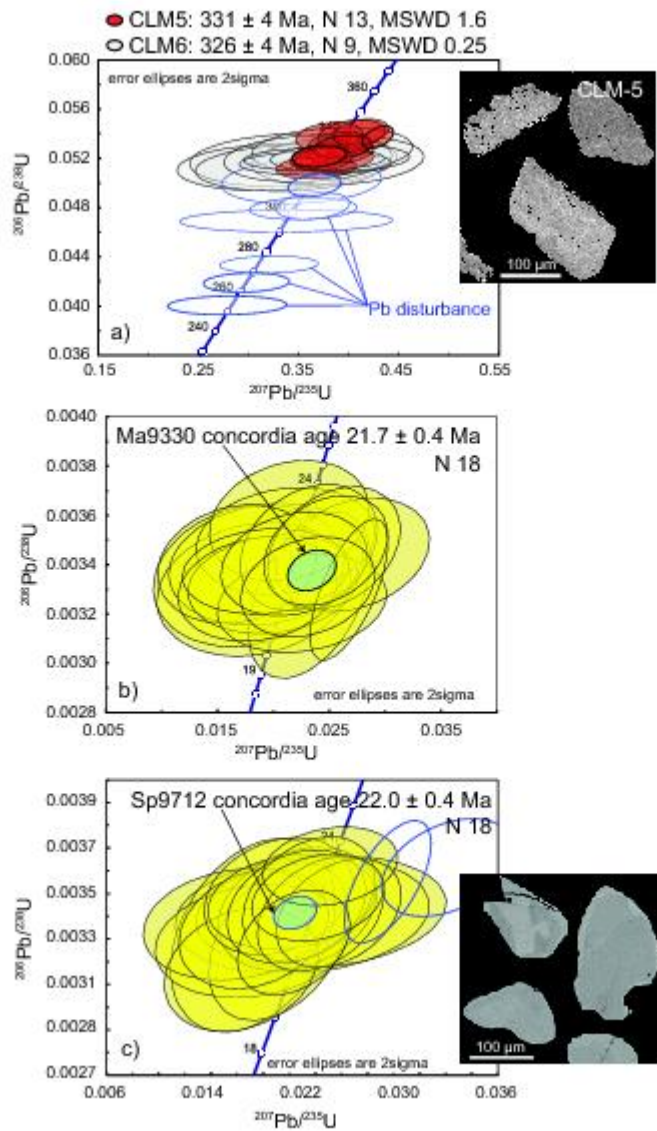 CLM5: 331 ± 4 Ma, N 13, MSWD 1.6
CLM6: 326 ± 4 Ma, N 9, MSWD 0.25
0.060
error ellipses are 2sigma
360
CLM-5
0.056
0.052
²⁰⁶Pb/²³⁸U
0.048
0.044
280
260
0.040
240
Pb disturbance
100 µm
a)
0.036
0.15
0.25
0.35
0.45
0.55
²⁰⁷Pb/²³⁵U
0.0040
Ma9330 concordia age 21.7 ± 0.4 Ma
N 18
0.0038
24
0.0036
²⁰⁶Pb/²³⁸U
0.0034
0.0032
0.0030
19
b)
error ellipses are 2sigma
0.0028
0.005
0.015
0.025
0.035
²⁰⁷Pb/²³⁵U
0.0039
Sp9712 concordia age 22.0 ± 0.4 Ma
N 18
0.0037
24
²⁰⁶Pb/²³⁸U
0.0035
0.0033
0.0031
0.0028
18
c)
error ellipses are 2sigma
0.0027
100 µm
0.006
0.014
0.022
0.030
0.036
²⁰⁷Pb/²³⁵U